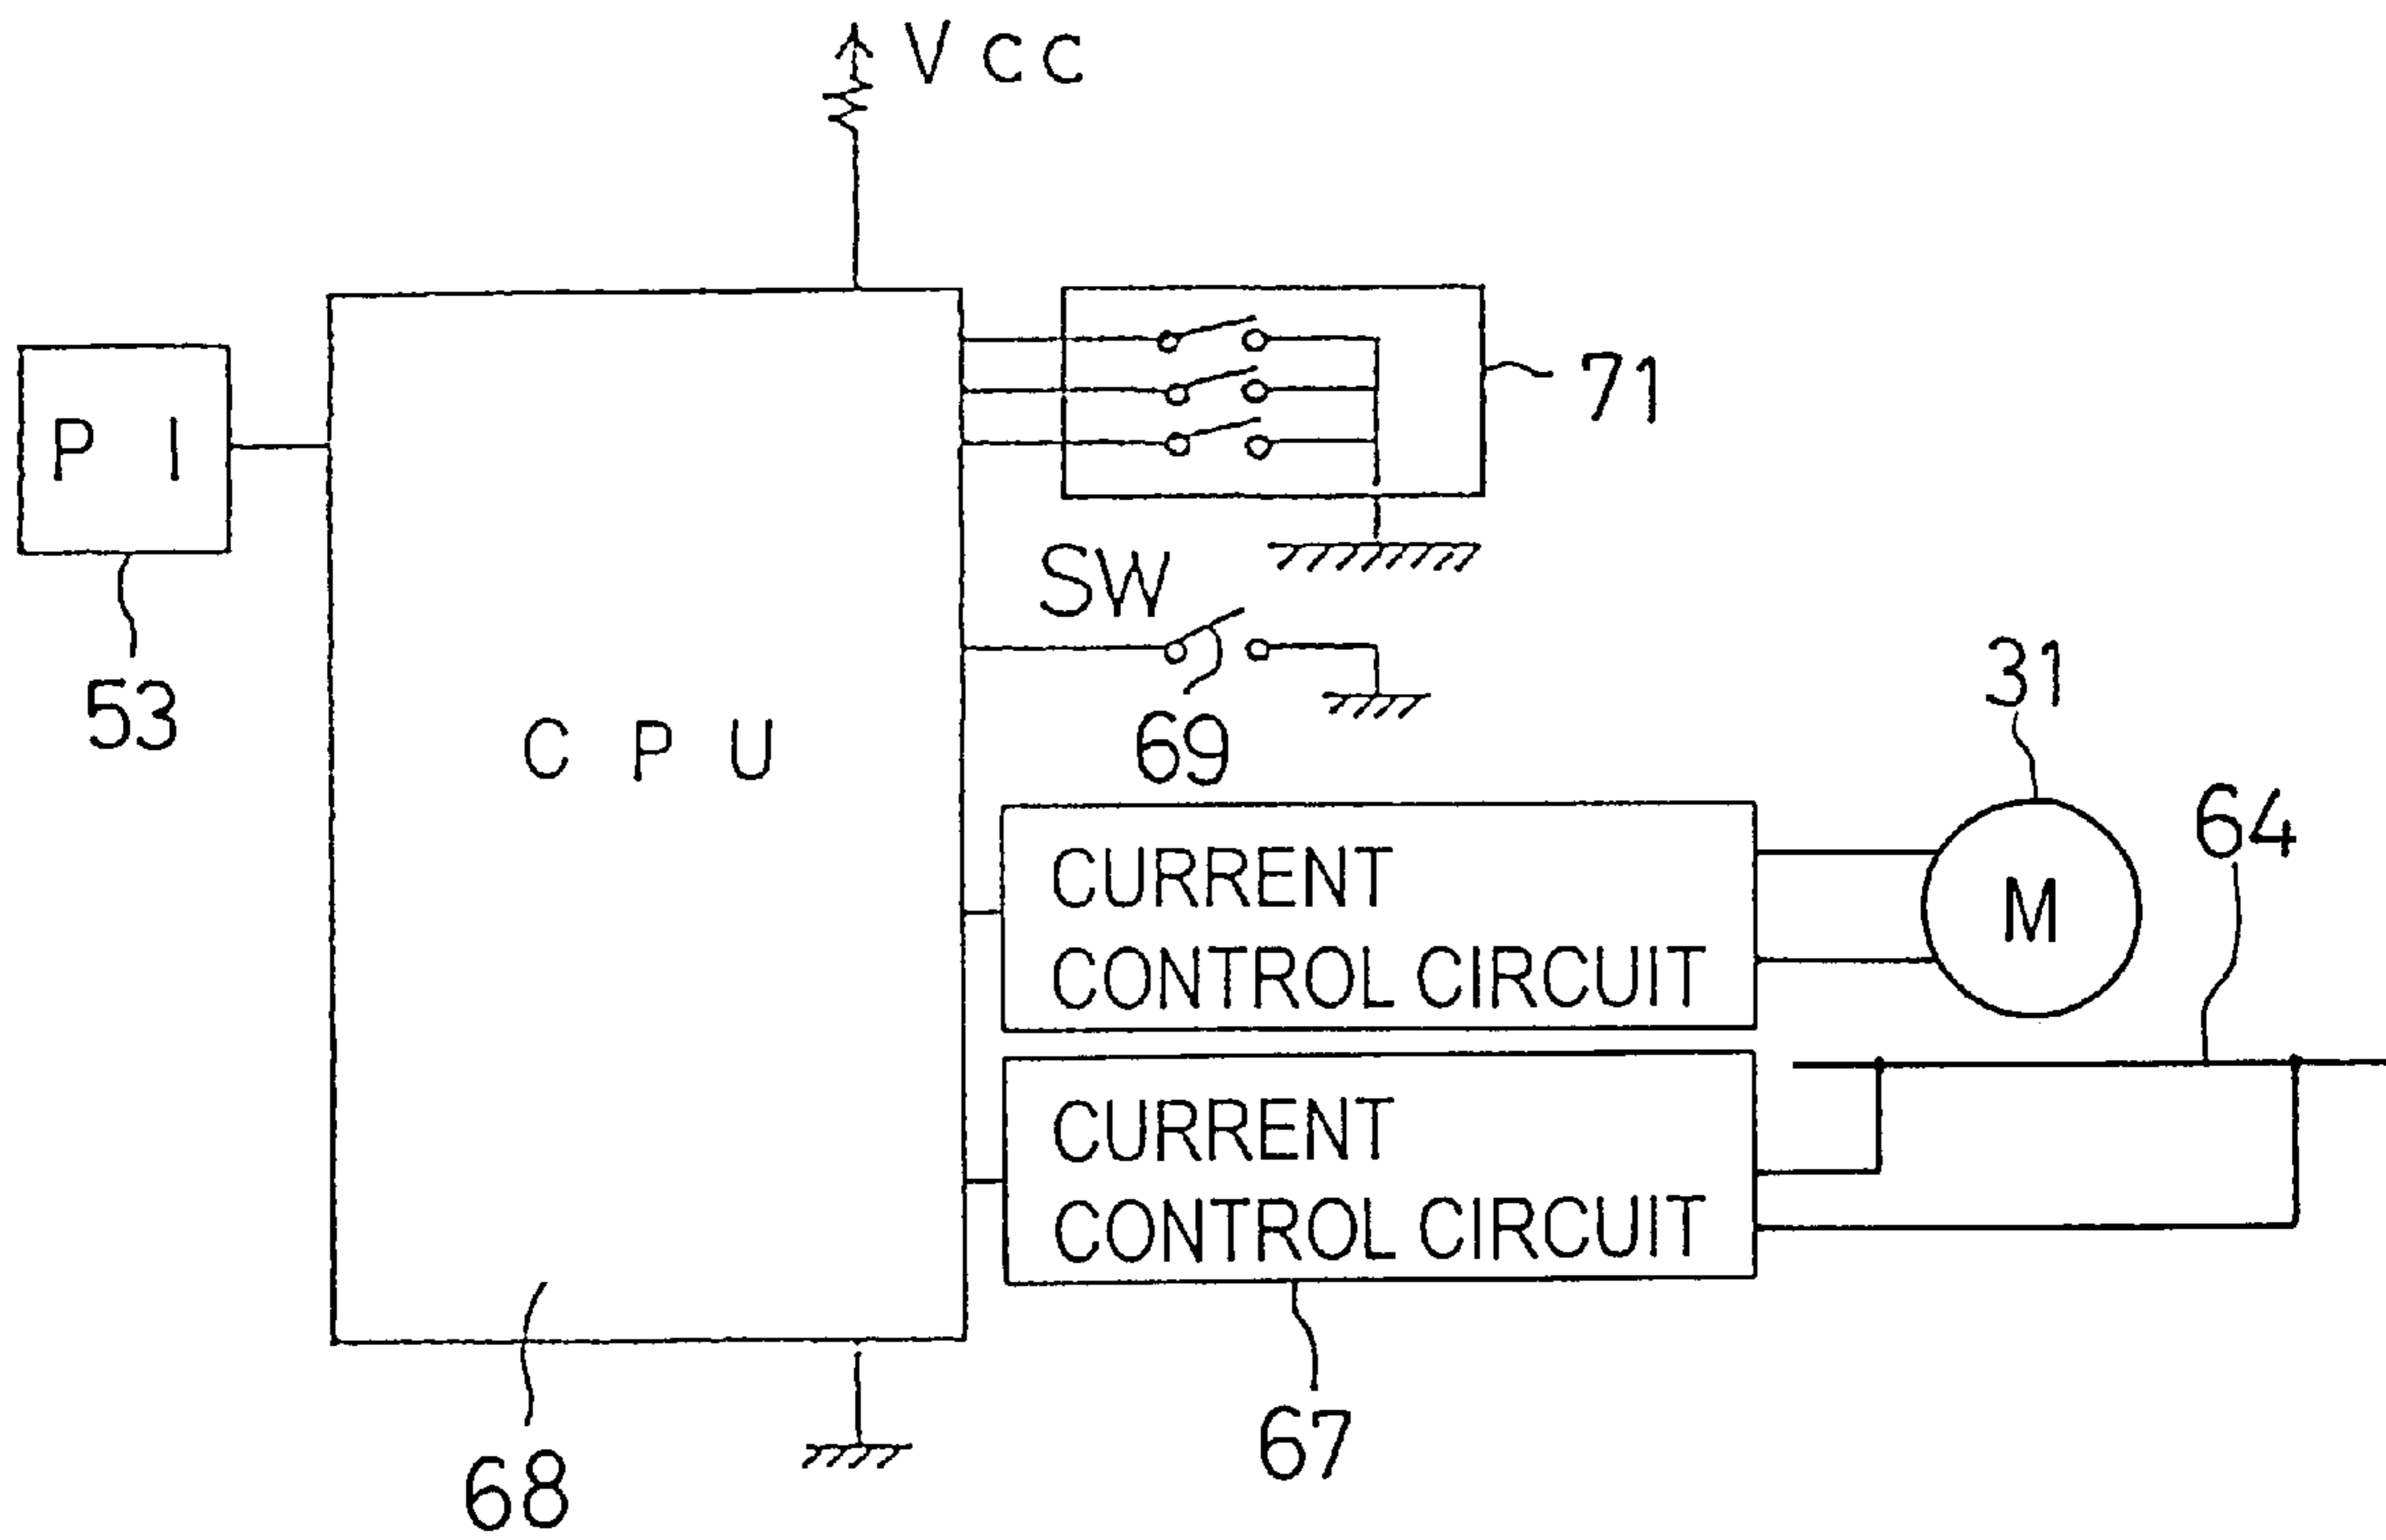 Vcc
P I
71
SW
53
69
31
C P U
64
CURRENT
CONTROL CIRCUIT
M
CURRENT
CONTROL CIRCUIT
67
68